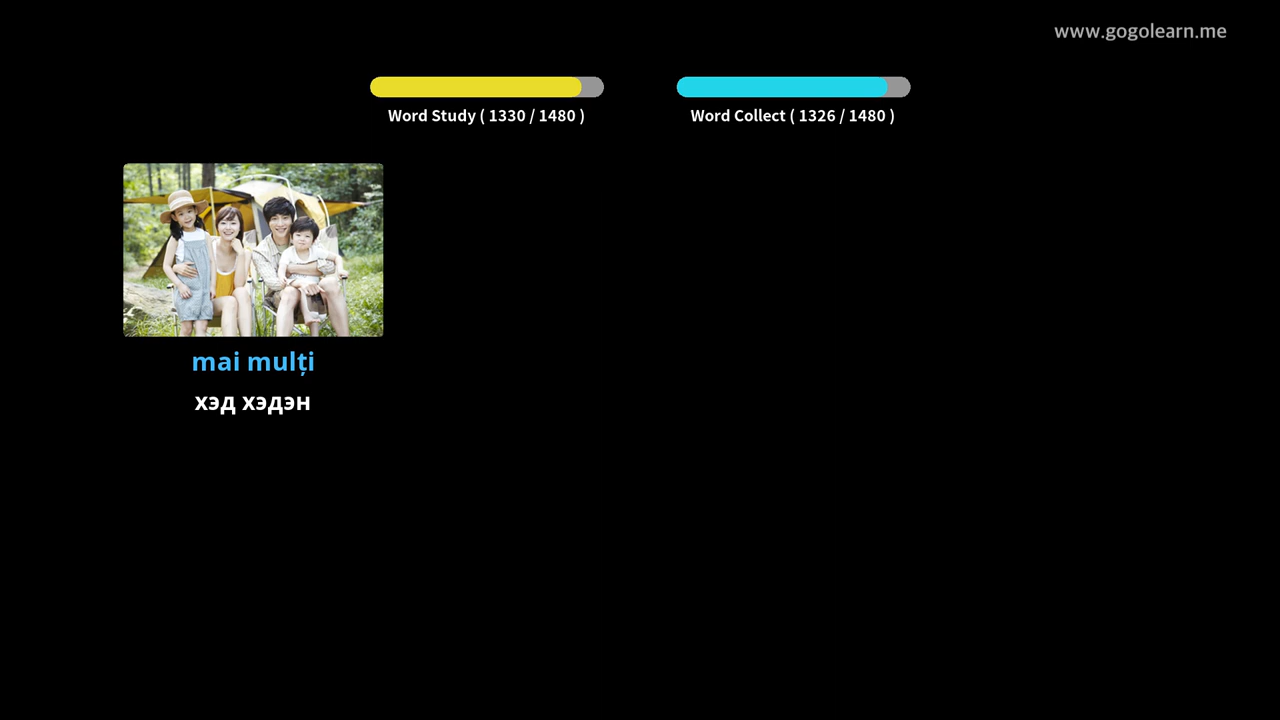 www.gogolearn.me
Word Study ( 1330 / 1480 )
Word Collect ( 1326 / 1480 )
mai mulți
хэд хэдэн